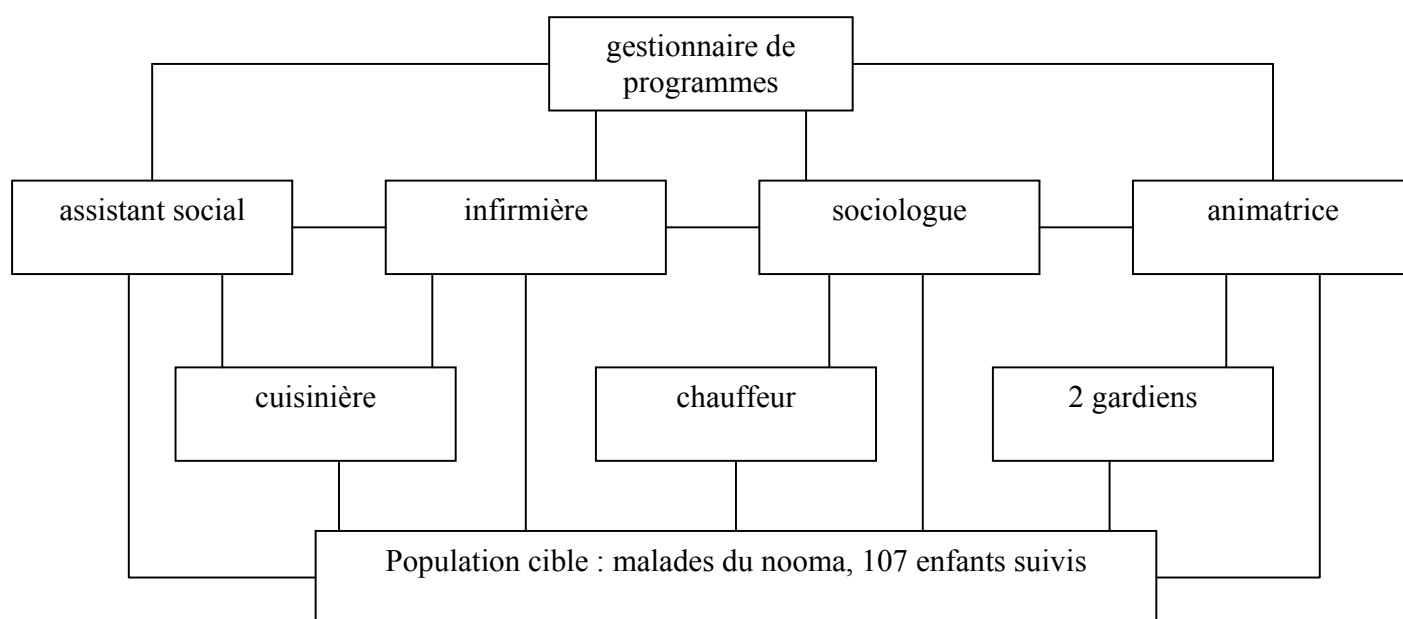 gestionnaire de
programmes
assistant social
infirmière
sociologue
animatrice
cuisinière
chauffeur
2 gardiens
Population cible : malades du nooma, 107 enfants suivis